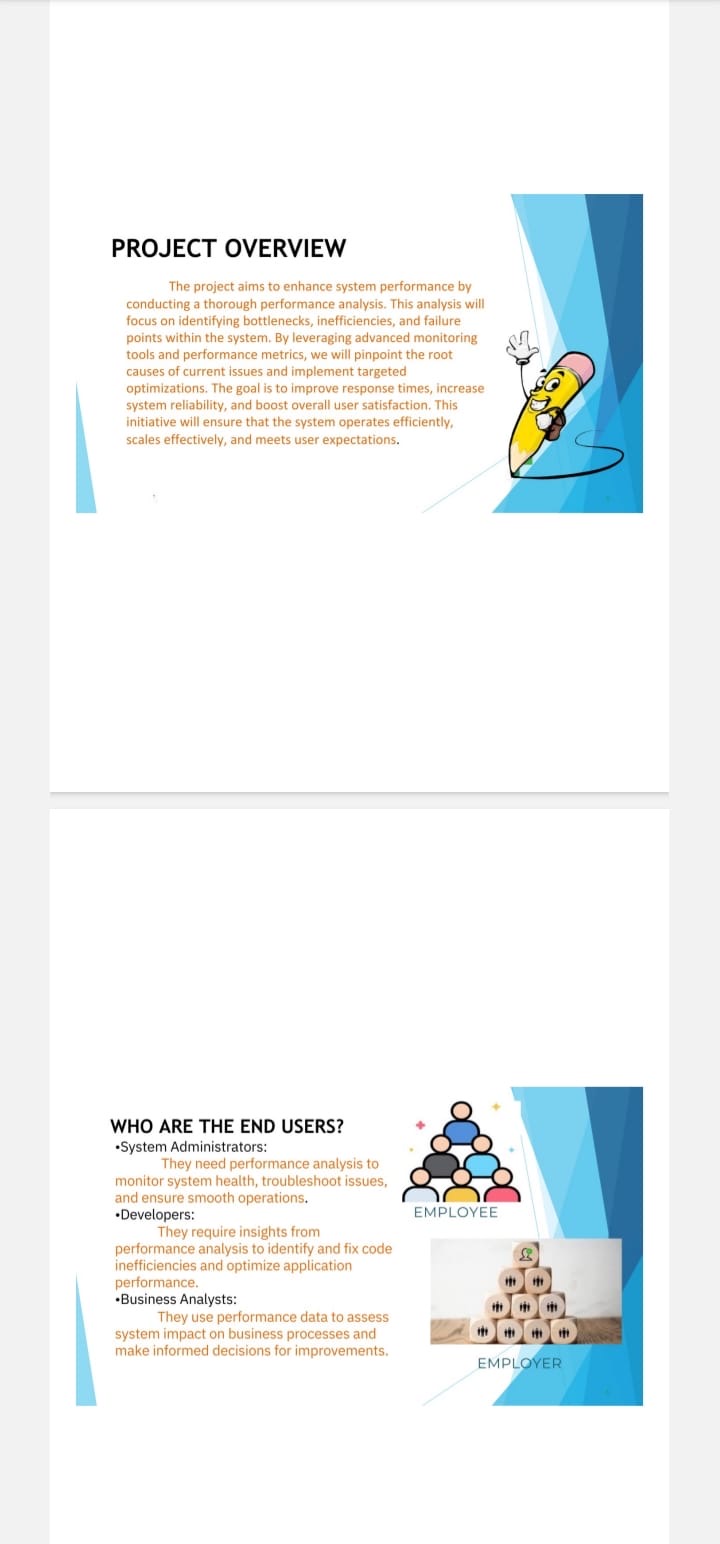 PROJECT OVERVIEW
The project aims to enhance system performance by
conducting a thorough performance analysis. This analysis will
focus on identifying bottlenecks, inefficiencies, and failure
points within the system. By leveraging advanced monitoring
tools and performance metrics, we will pinpoint the root
causes of current issues and implement targeted
optimizations. The goal is to improve response times, increase
system reliability, and boost overall user satisfaction. This
initiative will ensure that the system operates efficiently,
scales effectively, and meets user expectations.
WHO ARE THE END USERS?
•System Administrators:
They need performance analysis to
monitor system health, troubleshoot issues,
and ensure smooth operations.
•Developers:
They require insights from
performance analysis to identify and fix code
inefficiencies and optimize application
performance.
•Business Analysts:
They use performance data to assess
system impact on business processes and
make informed decisions for improvements.
EMPLOYEE
EMPLOYER